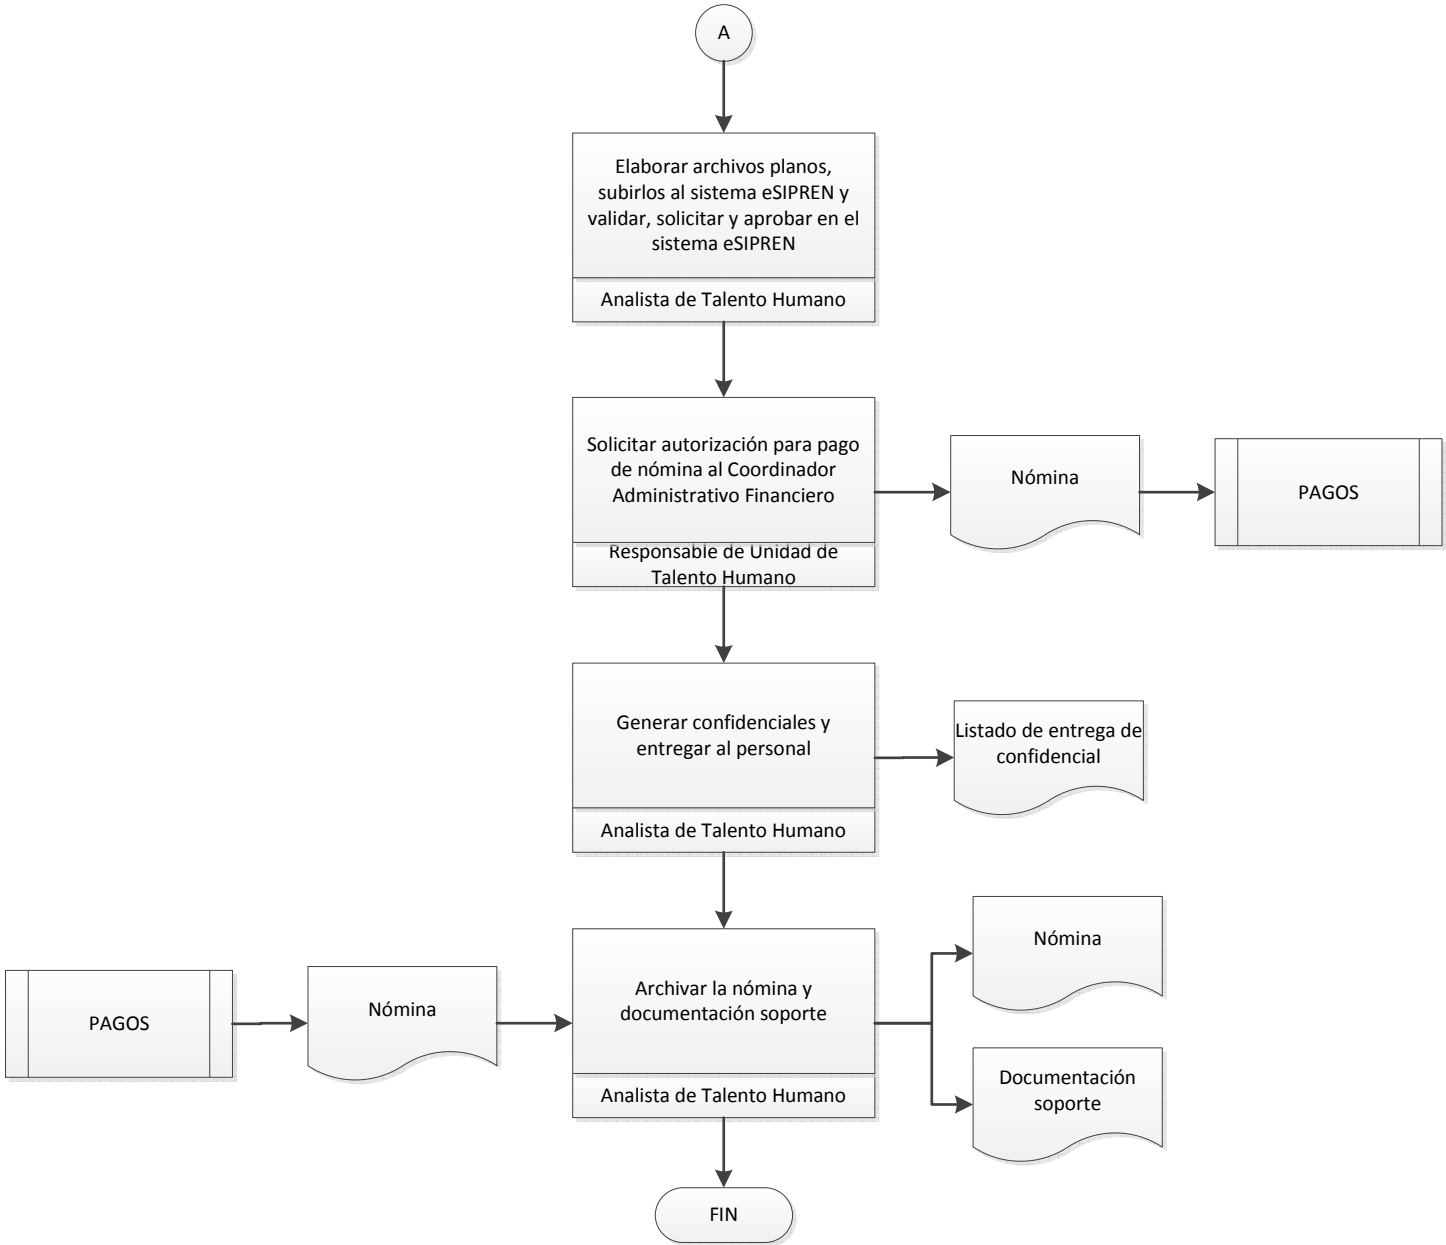 A
Elaborar archivos planos,
subirlos al sistema eSIPREN y
validar, solicitar y aprobar en el
sistema eSIPREN
Analista de Talento Humano
Solicitar autorización para pago
de nómina al Coordinador
Administrativo Financiero
Responsable de Unidad de
Talento Humano
Nómina
PAGOS
Generar confidenciales y
entregar al personal
Analista de Talento Humano
Listado de entrega de
confidencial
PAGOS
Nómina
Archivar la nómina y
documentación soporte
Analista de Talento Humano
Nómina
Documentación
soporte
FIN